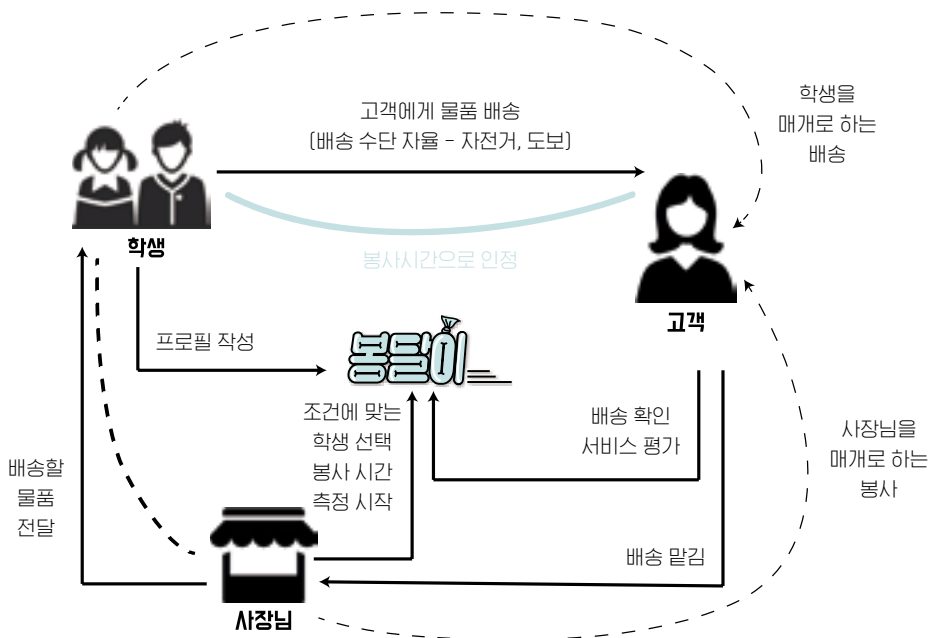 고객에게 물품 배송
(배송 수단 자율 - 자전거, 도보)
학생을
매개로 하는
배송
학생
봉사시간으로 인정
고객
프로필 작성
봉달이
조건에 맞는
학생 선택
봉사 시간
측정 시작
배송 확인
서비스 평가
사장님을
매개로 하는
봉사
배송할
물품
전달
배송 맡김
사장님